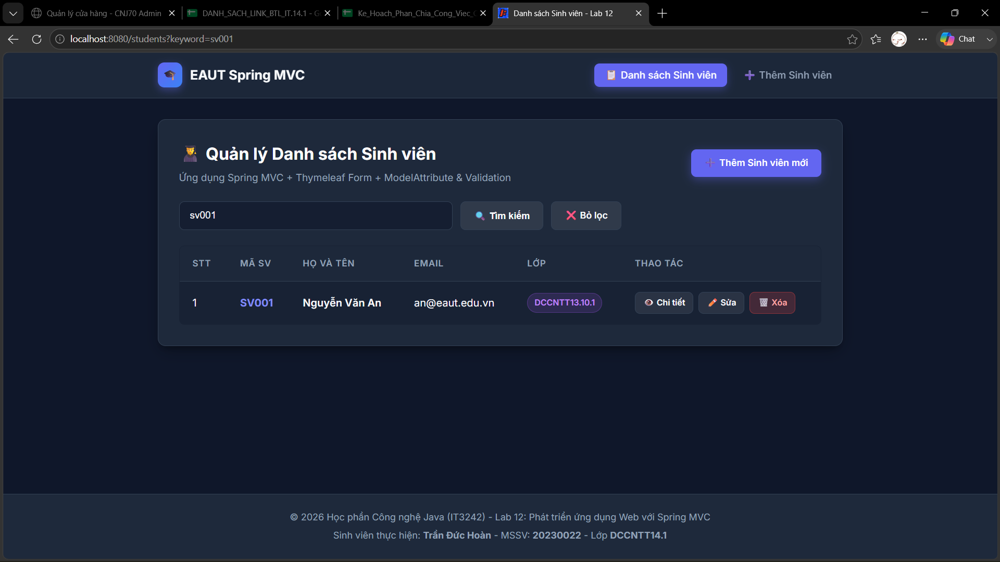 Quản lý cửa hàng - CNJ70 Admin
DANH_SACH_LINK_BTL_IT.14.1 - G
Ke_Hoach_Phan_Chia_Cong_Viec_
Danh sách Sinh viên - Lab 12
localhost:8080/students?keyword=sv001
Chat
EAUT Spring MVC
Danh sách Sinh viên
Thêm Sinh viên
Quản lý Danh sách Sinh viên
Ứng dụng Spring MVC + Thymeleaf Form + ModelAttribute & Validation
Thêm Sinh viên mới
sv001
Tìm kiếm
Bỏ lọc
STT MÃ SV HỌ VÀ TÊN EMAIL LỚP THAO TÁC
1 SV001 Nguyễn Văn An an@eaut.edu.vn DCCNTT13.10.1 Chi tiết Sửa Xóa
© 2026 Học phần Công nghệ Java (IT3242) - Lab 12: Phát triển ứng dụng Web với Spring MVC
Sinh viên thực hiện: Trần Đức Hoàn - MSSV: 20230022 - Lớp DCCNTT14.1